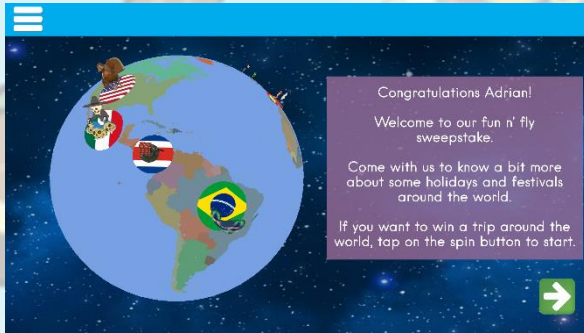 Congratulations Adrian!
Welcome to our fun n' fly
sweepstake.
Come with us to know a bit more
about some holidays and festivals
around the world.
If you want to win a trip around the
world, tap on the spin button to start.